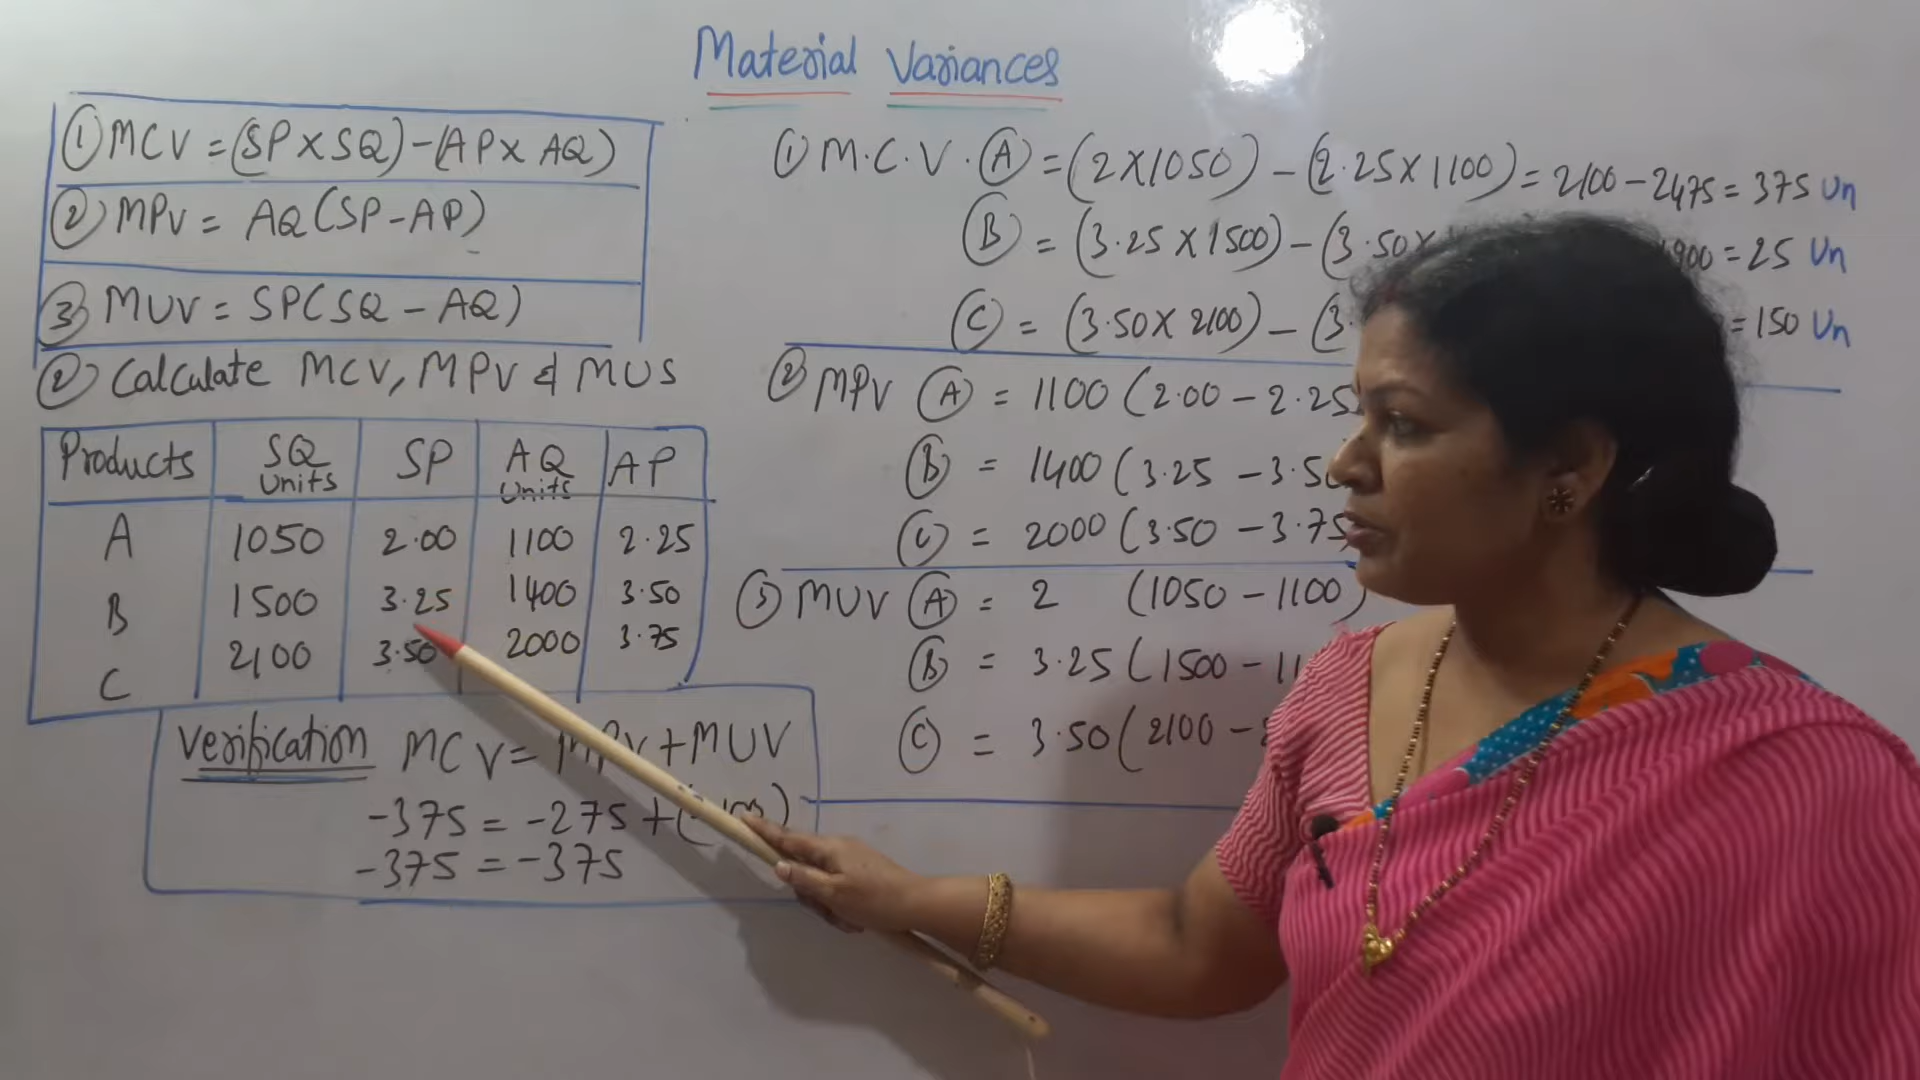 Material Variances
① MCV = (SP X SQ) - (AP X AQ)
② MPV = AQ (SP - AP)
③ MUV = SP (SQ - AQ)
② Calculate MCV, MPV & MUS
Products SQ Units SP AQ Units AP
A 1050 2.00 1100 2.25
B 1500 3.25 1400 3.50
C 2100 3.50 2000 3.75
Verification MCV = MPV + MUV
-375 = -275 + (
-375 = -375
① M.C.V. Ⓐ = (2 X 1050) - (2.25 X 1100) = 2100 - 2475 = 375 Un
Ⓑ = (3.25 X 1500) - (3.50 X 900 = 25 Un
Ⓒ = (3.50 X 2100) - (3. = 150 Un
② MPV Ⓐ = 1100 (2.00 - 2.25
Ⓑ = 1400 (3.25 - 3.5
Ⓒ = 2000 (3.50 - 3.75
③ MUV Ⓐ = 2 (1050 - 1100)
Ⓑ = 3.25 (1500 - 1
Ⓒ = 3.50 (2100 -